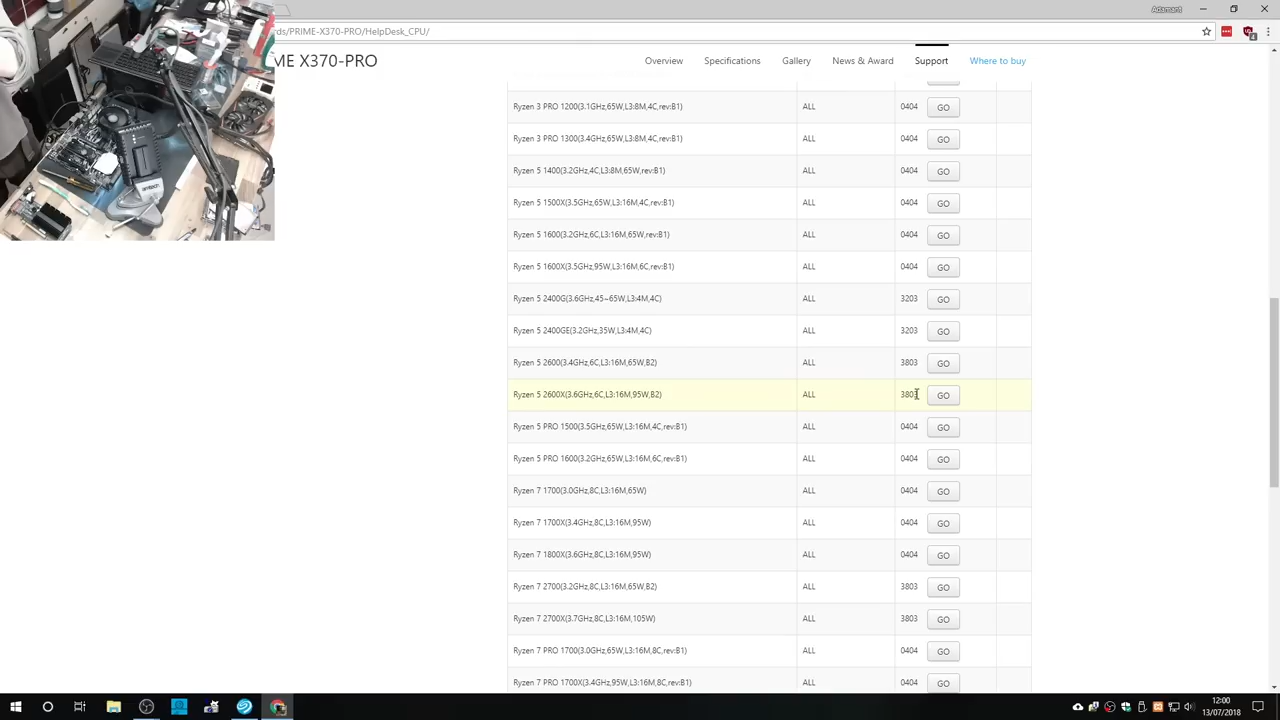 Adamant
ds/PRIME-X370-PRO/HelpDesk_CPU/
ME X370-PRO
Overview
Specifications
Gallery
News & Award
Support
Where to buy
Ryzen 3 PRO 1200(3.1GHz,65W,L3:8M,4C,rev:B1) ALL 0404 GO
Ryzen 3 PRO 1300(3.4GHz,65W,L3:8M,4C,rev:B1) ALL 0404 GO
Ryzen 5 1400(3.2GHz,4C,L3:8M,65W,rev:B1) ALL 0404 GO
Ryzen 5 1500X(3.5GHz,65W,L3:16M,4C,rev:B1) ALL 0404 GO
Ryzen 5 1600(3.2GHz,6C,L3:16M,65W,rev:B1) ALL 0404 GO
Ryzen 5 1600X(3.5GHz,95W,L3:16M,6C,rev:B1) ALL 0404 GO
Ryzen 5 2400G(3.6GHz,45~65W,L3:4M,4C) ALL 3203 GO
Ryzen 5 2400GE(3.2GHz,35W,L3:4M,4C) ALL 3203 GO
Ryzen 5 2600(3.4GHz,6C,L3:16M,65W,B2) ALL 3803 GO
Ryzen 5 2600X(3.6GHz,6C,L3:16M,95W,B2) ALL 3803 GO
Ryzen 5 PRO 1500(3.5GHz,65W,L3:16M,4C,rev:B1) ALL 0404 GO
Ryzen 5 PRO 1600(3.2GHz,65W,L3:16M,6C,rev:B1) ALL 0404 GO
Ryzen 7 1700(3.0GHz,8C,L3:16M,65W) ALL 0404 GO
Ryzen 7 1700X(3.4GHz,8C,L3:16M,95W) ALL 0404 GO
Ryzen 7 1800X(3.6GHz,8C,L3:16M,95W) ALL 0404 GO
Ryzen 7 2700(3.2GHz,8C,L3:16M,65W,B2) ALL 3803 GO
Ryzen 7 2700X(3.7GHz,8C,L3:16M,105W) ALL 3803 GO
Ryzen 7 PRO 1700(3.0GHz,65W,L3:16M,8C,rev:B1) ALL 0404 GO
Ryzen 7 PRO 1700X(3.4GHz,95W,L3:16M,8C,rev:B1) ALL 0404 GO
12:00
13/07/2018